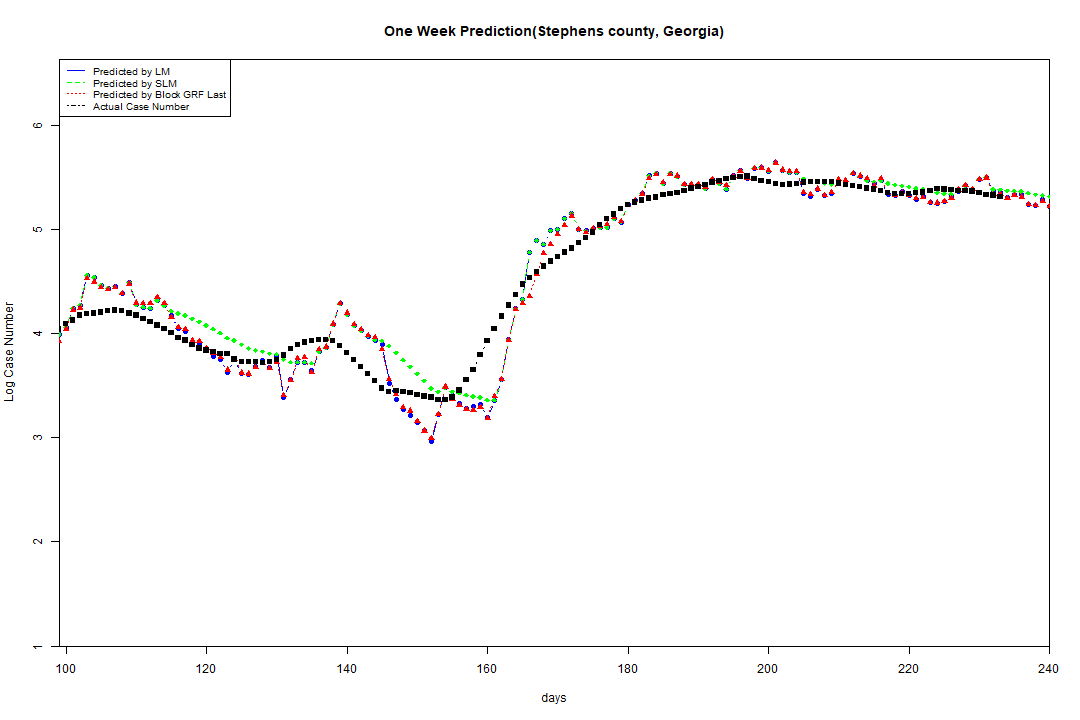 One Week Prediction(Stephens county, Georgia)
Predicted by LM
Predicted by SLM
Predicted by Block GRF Last
Actual Case Number
6
5
4
3
2
1
Log Case Number
100 120 140 160 180 200 220 240
days